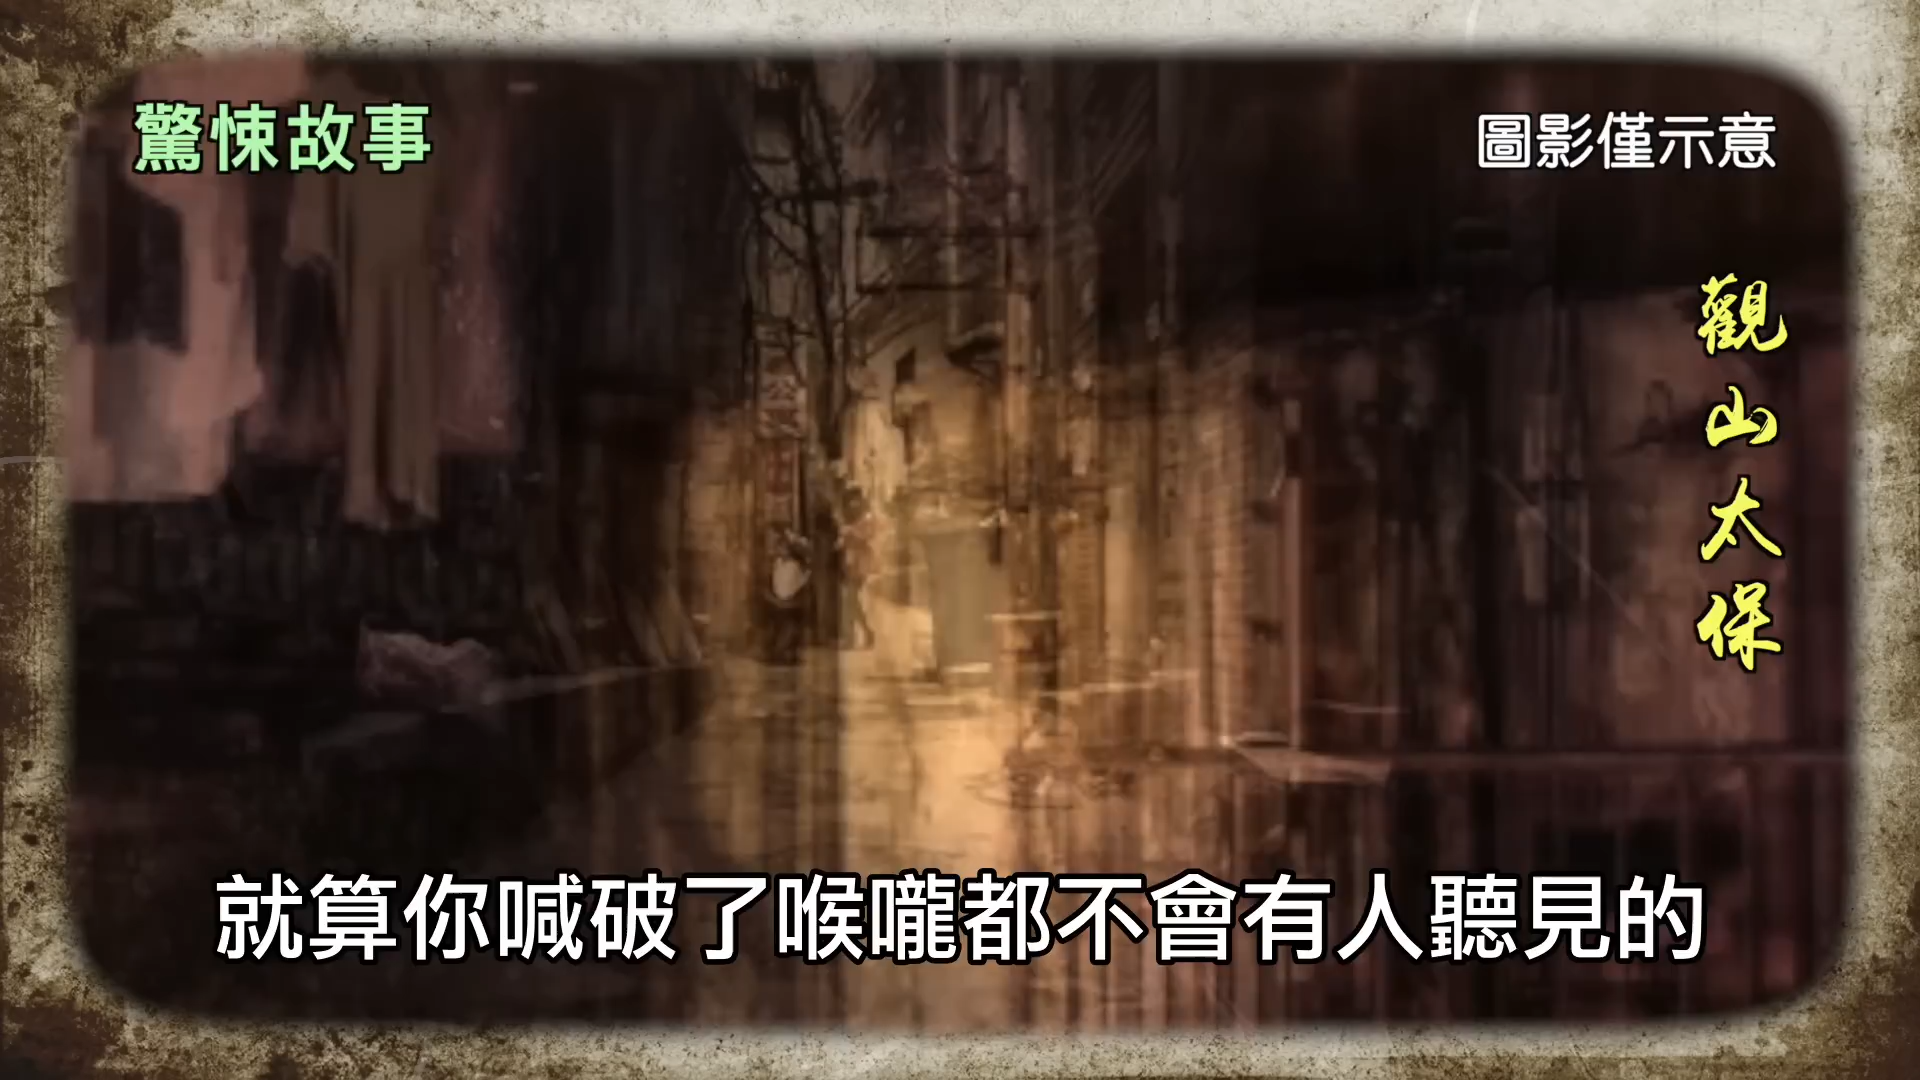 驚悚故事
圖影僅示意
觀山太保
就算你喊破了喉嚨都不會有人聽見的